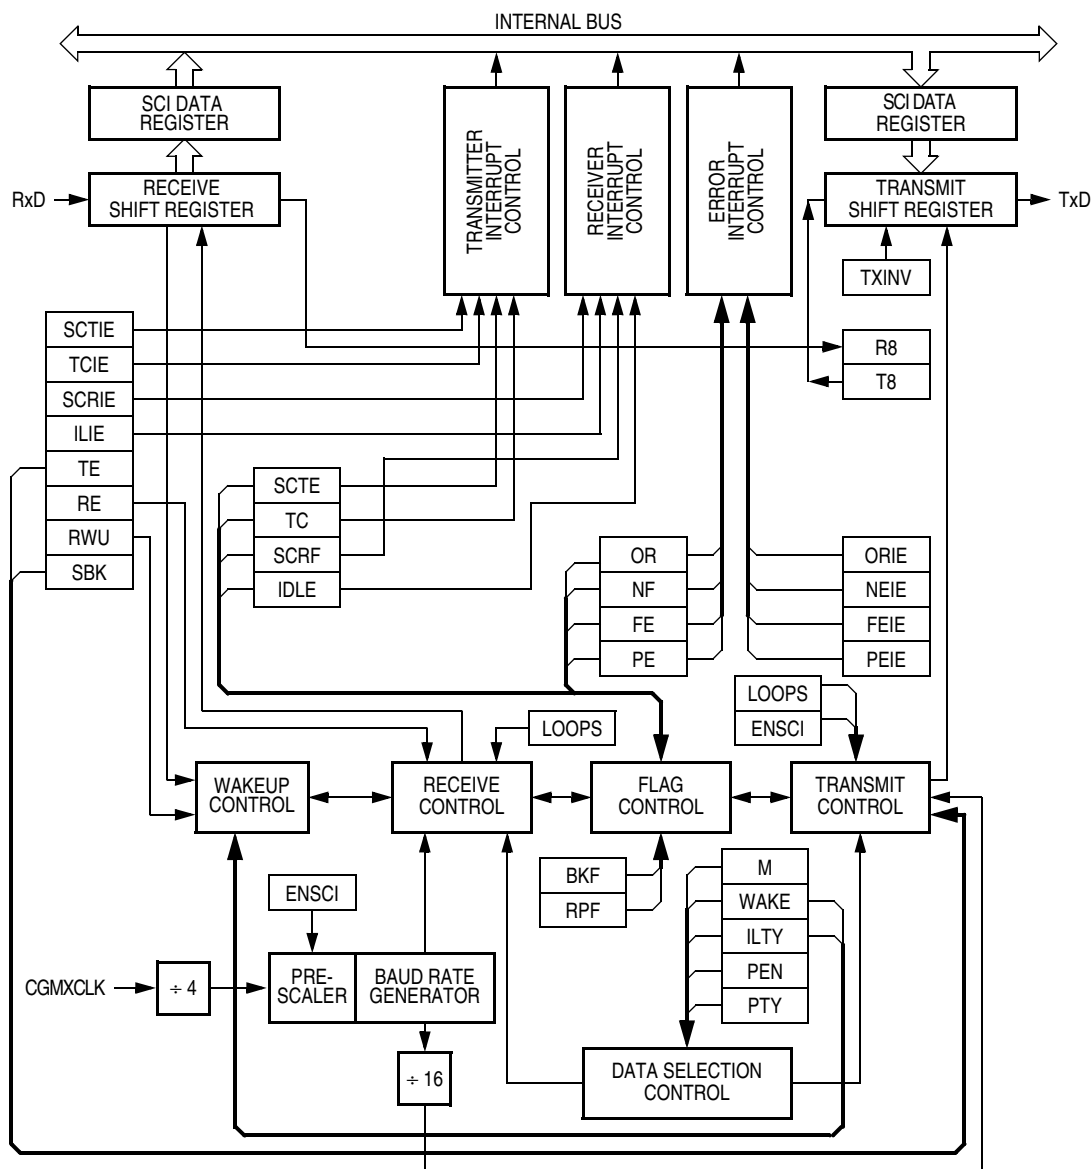 INTERNAL BUS
SCI DATA
REGISTER
RECEIVE
SHIFT REGISTER
RxD
TRANSMITTER
INTERRUPT
CONTROL
RECEIVER
INTERRUPT
CONTROL
ERROR
INTERRUPT
CONTROL
SCI DATA
REGISTER
TRANSMIT
SHIFT REGISTER
TxD
TXINV
R8
T8
SCTIE
TCIE
SCRIE
ILIE
TE
RE
RWU
SBK
SCTE
TC
SCRF
IDLE
OR
NF
FE
PE
ORIE
NEIE
FEIE
PEIE
LOOPS
LOOPS
ENSCI
WAKEUP
CONTROL
RECEIVE
CONTROL
FLAG
CONTROL
TRANSMIT
CONTROL
BKF
RPF
M
WAKE
ILTY
PEN
PTY
ENSCI
CGMXCLK
÷ 4
PRE-
SCALER
BAUD RATE
GENERATOR
÷ 16
DATA SELECTION
CONTROL